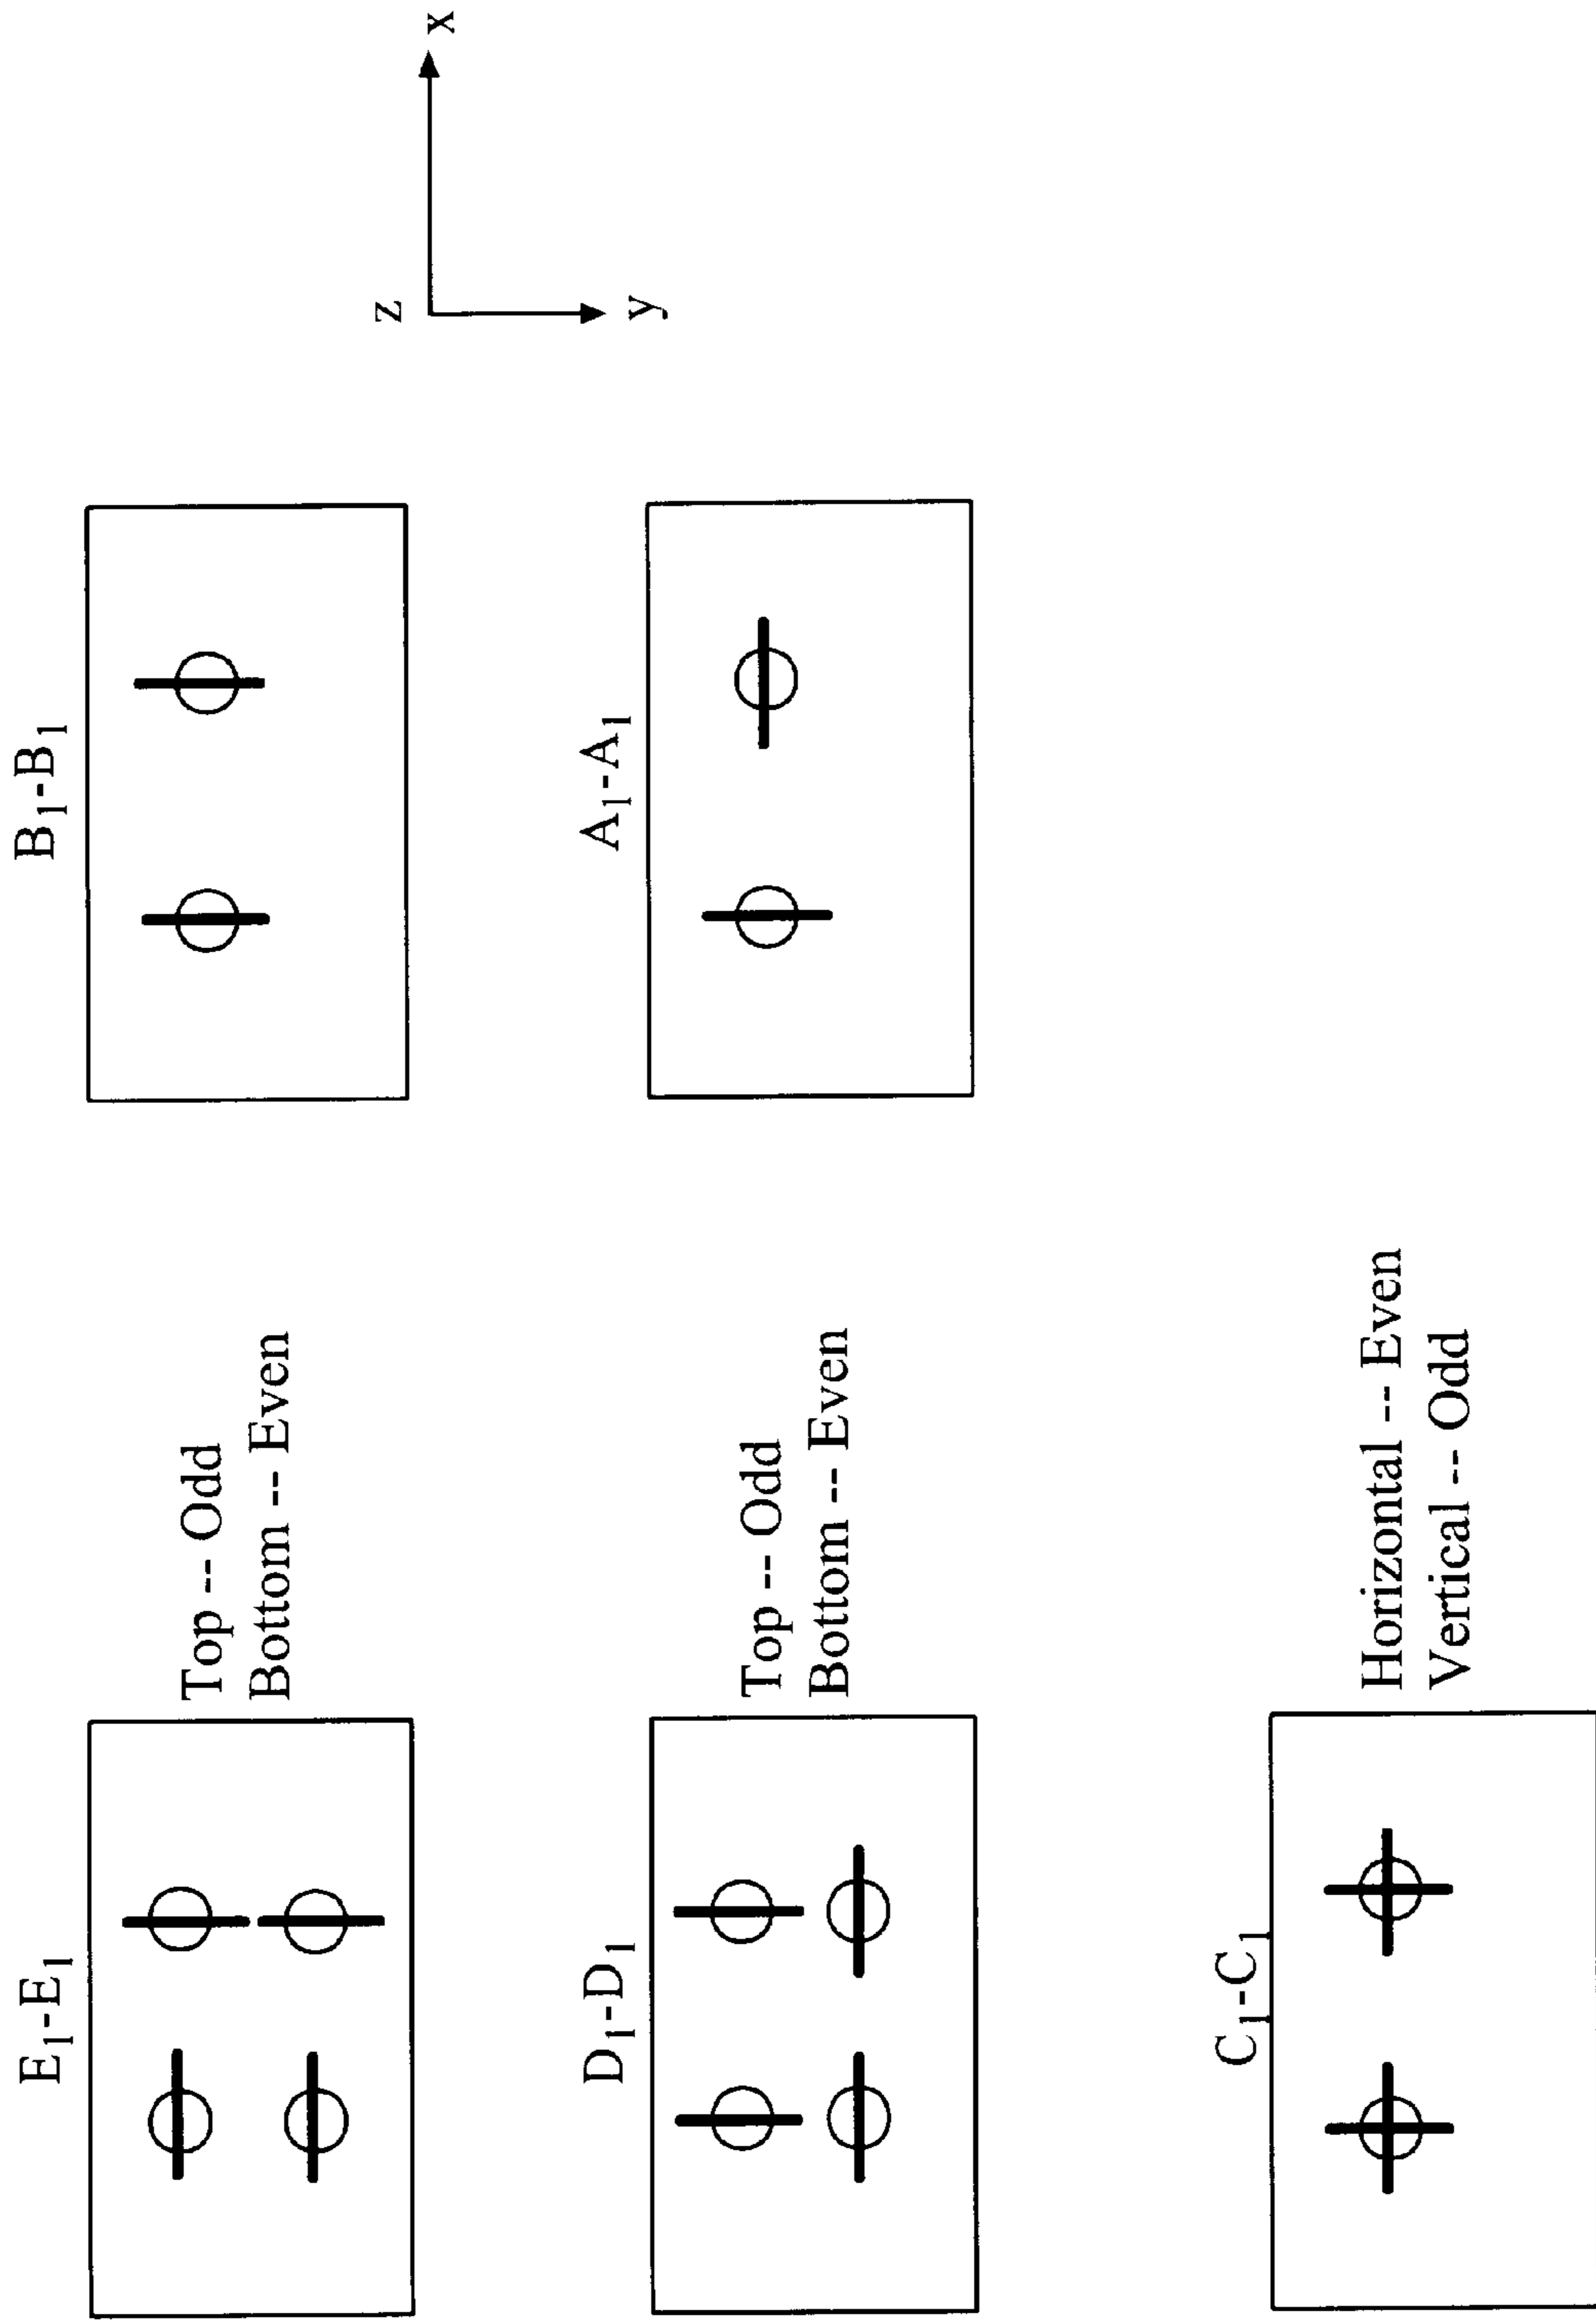 E₁-E₁
Top -- Odd
Bottom -- Even
B₁-B₁
z
x
y
D₁-D₁
Top -- Odd
Bottom -- Even
A₁-A₁
C₁-C₁
Horizontal -- Even
Vertical -- Odd